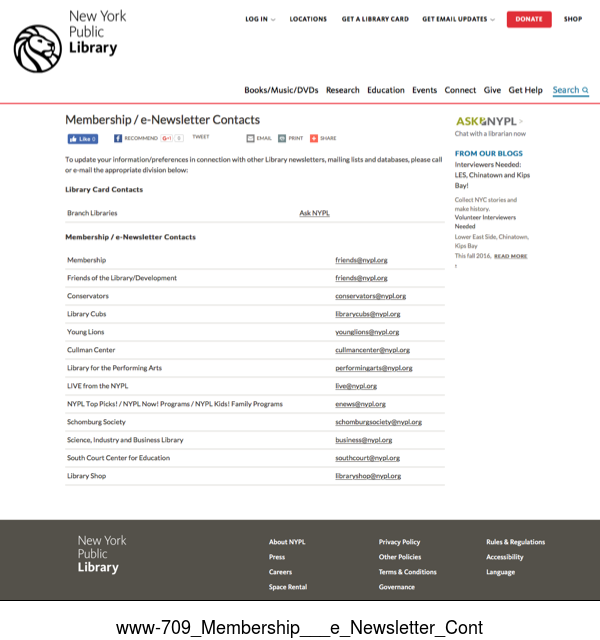 New York
Public
Library
LOG IN
LOCATIONS
GET A LIBRARY CARD
GET EMAIL UPDATES
DONATE
SHOP
Books/Music/DVDs Research Education Events Connect Give Get Help Search
Membership / e-Newsletter Contacts
Like 0
RECOMMEND
G+1 0
TWEET
EMAIL
PRINT
SHARE
To update your information/preferences in connection with other Library newsletters, mailing lists and databases, please call
or e-mail the appropriate division below:
Library Card Contacts
Branch Libraries Ask NYPL
Membership / e-Newsletter Contacts
Membership friends@nypl.org
Friends of the Library/Development friends@nypl.org
Conservators conservators@nypl.org
Library Cubs librarycubs@nypl.org
Young Lions younglions@nypl.org
Cullman Center cullmancenter@nypl.org
Library for the Performing Arts performingarts@nypl.org
LIVE from the NYPL live@nypl.org
NYPL Top Picks! / NYPL Now! Programs / NYPL Kids! Family Programs enews@nypl.org
Schomburg Society schomburgsociety@nypl.org
Science, Industry and Business Library business@nypl.org
South Court Center for Education southcourt@nypl.org
Library Shop libraryshop@nypl.org
ASK NYPL >
Chat with a librarian now
FROM OUR BLOGS
Interviewers Needed:
LES, Chinatown and Kips
Bay!
Collect NYC stories and
make history.
Volunteer Interviewers
Needed
Lower East Side, Chinatown,
Kips Bay
This fall 2016, READ MORE
›
New York
Public
Library
About NYPL
Press
Careers
Space Rental
Privacy Policy
Other Policies
Terms & Conditions
Governance
Rules & Regulations
Accessibility
Language
www-709_Membership___e_Newsletter_Cont